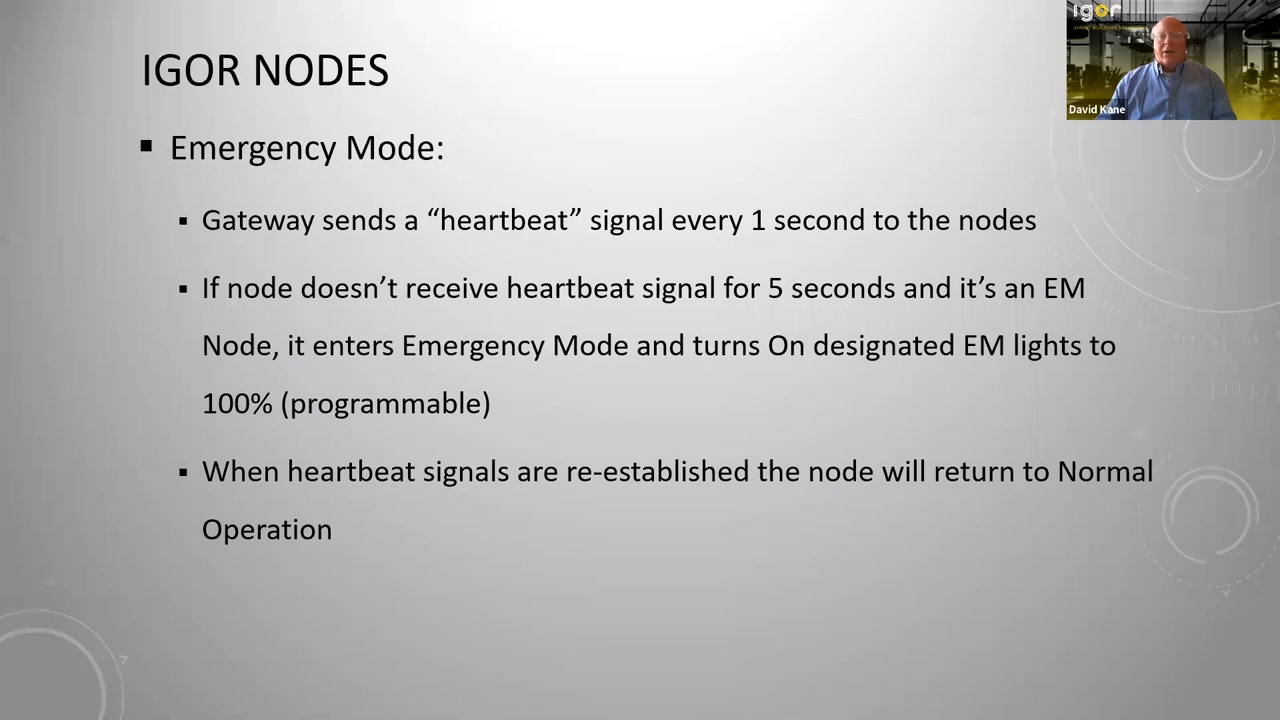 igor
SMART BUILDING SOLUTIONS
David Kane
IGOR NODES
▪ Emergency Mode:
▪ Gateway sends a “heartbeat” signal every 1 second to the nodes
▪ If node doesn’t receive heartbeat signal for 5 seconds and it’s an EM
Node, it enters Emergency Mode and turns On designated EM lights to
100% (programmable)
▪ When heartbeat signals are re-established the node will return to Normal
Operation